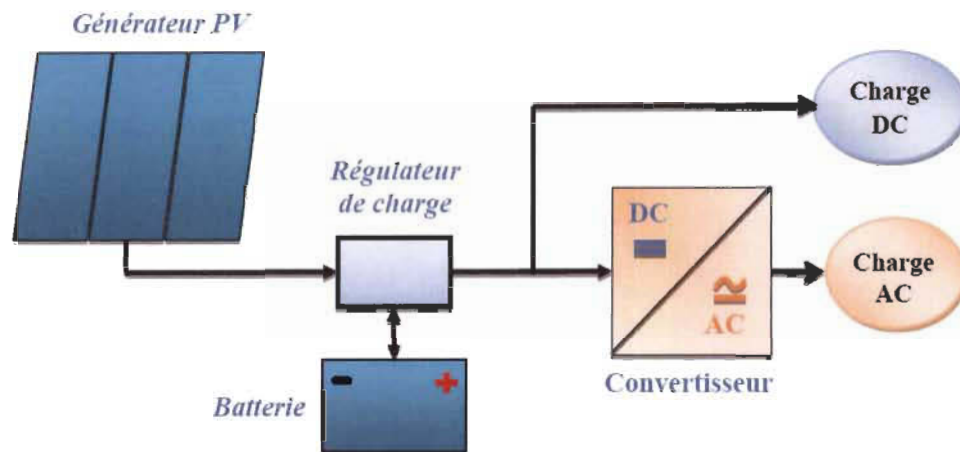 Générateur PV
Charge
DC
Régulateur
de charge
DC
AC
Charge
AC
Convertisseur
Batterie